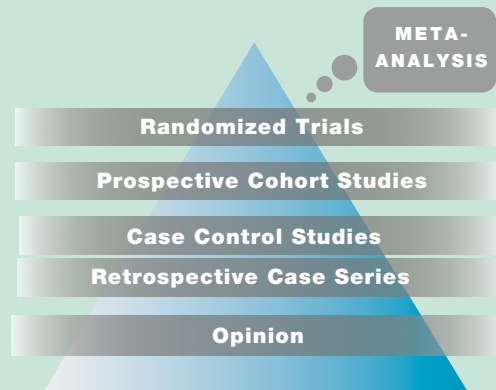 META-
ANALYSIS
Randomized Trials
Prospective Cohort Studies
Case Control Studies
Retrospective Case Series
Opinion